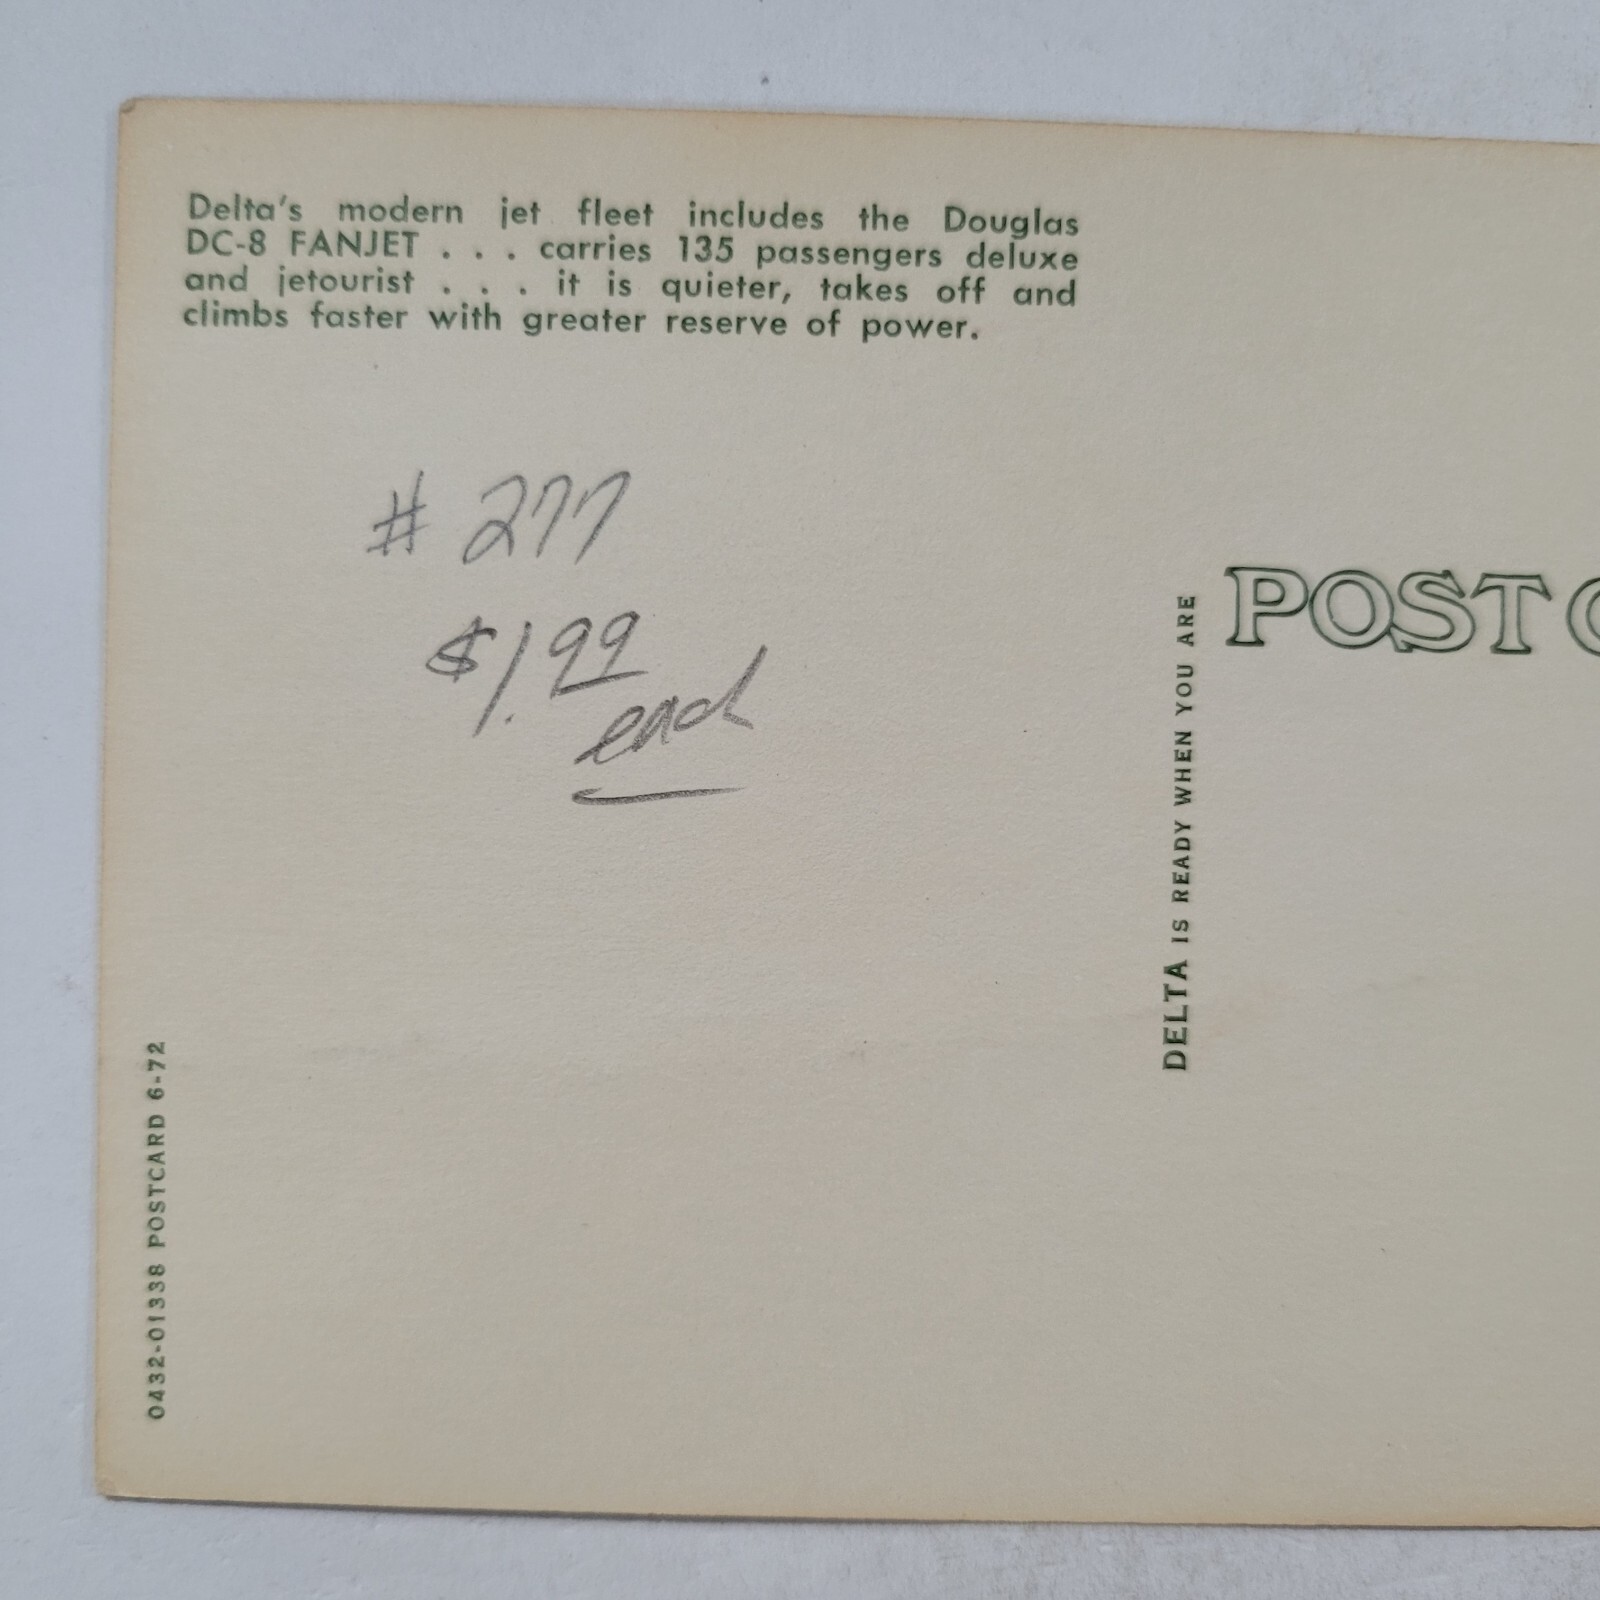 Delta's modern jet fleet includes the Douglas
DC-8 FANJET . . . carries 135 passengers deluxe
and jetourist . . . it is quieter, takes off and
climbs faster with greater reserve of power.
# 277
$1.99
each
POST C
DELTA IS READY WHEN YOU ARE
0432-01338 POSTCARD 6-72